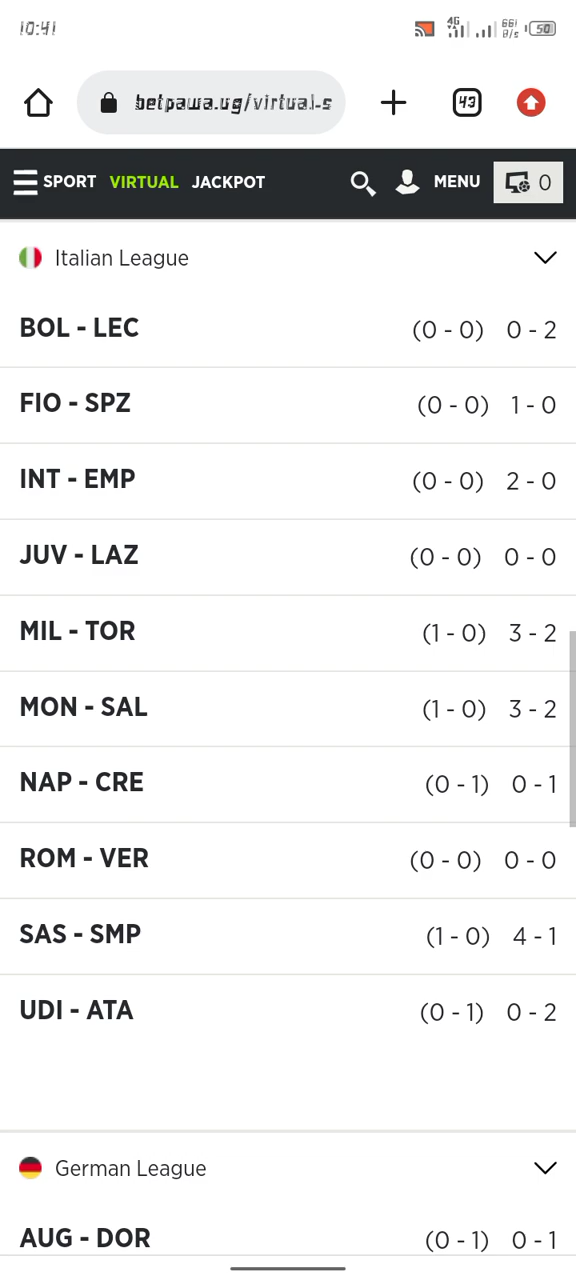 10:41
4G
661 B/s
50
betpawa.ug/virtual-s
43
SPORT VIRTUAL JACKPOT MENU 0
Italian League
BOL - LEC (0 - 0) 0 - 2
FIO - SPZ (0 - 0) 1 - 0
INT - EMP (0 - 0) 2 - 0
JUV - LAZ (0 - 0) 0 - 0
MIL - TOR (1 - 0) 3 - 2
MON - SAL (1 - 0) 3 - 2
NAP - CRE (0 - 1) 0 - 1
ROM - VER (0 - 0) 0 - 0
SAS - SMP (1 - 0) 4 - 1
UDI - ATA (0 - 1) 0 - 2
German League
AUG - DOR (0 - 1) 0 - 1